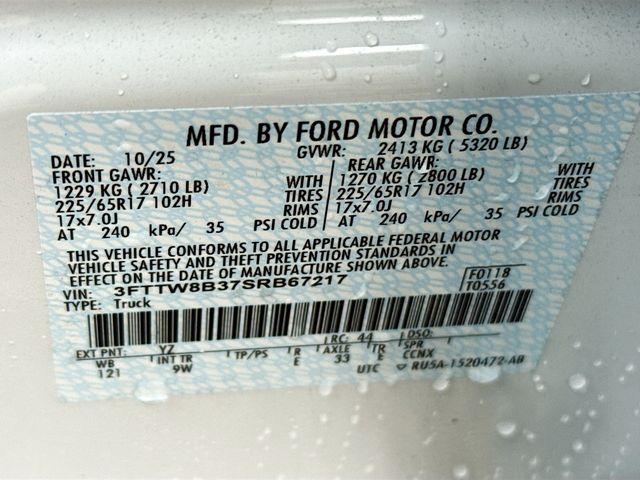 MFD. BY FORD MOTOR CO.
DATE: 10/25 GVWR: 2413 KG ( 5320 LB)
FRONT GAWR: REAR GAWR:
1229 KG ( 2710 LB) WITH 1270 KG ( 2800 LB) WITH
225/65R17 102H TIRES 225/65R17 102H TIRES
17x7.0J RIMS 17x7.0J RIMS
AT 240 kPa/ 35 PSI COLD AT 240 kPa/ 35 PSI COLD
THIS VEHICLE CONFORMS TO ALL APPLICABLE FEDERAL MOTOR
VEHICLE SAFETY AND THEFT PREVENTION STANDARDS IN
EFFECT ON THE DATE OF MANUFACTURE SHOWN ABOVE.
VIN: 3FTTW8B37SRB67217 F0118
TYPE: Truck T0556
EXT PNT: YZ RC: 44 DSO:
WB INT TR TP/PS R AXLE TR SPR
121 9W E 33 E CCNX
UTC RU5A-1520472-AB